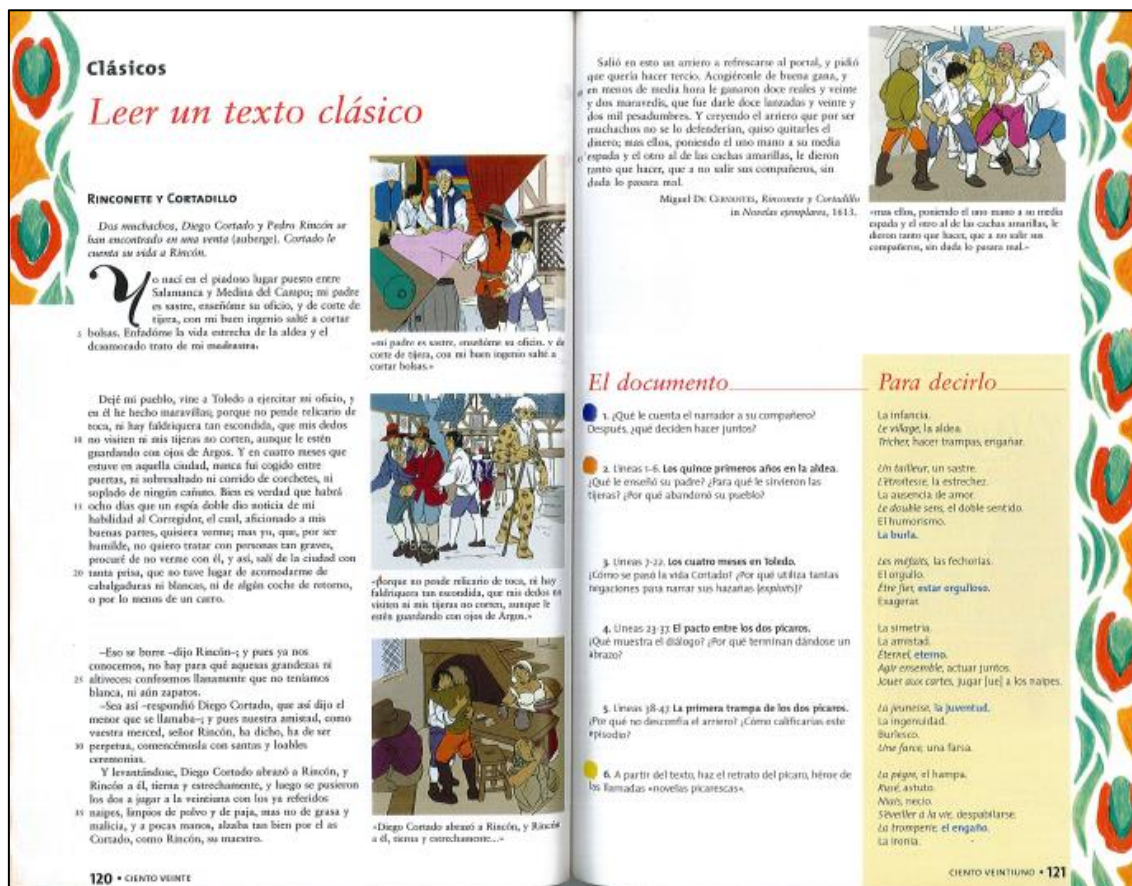 Clásicos
Leer un texto clásico
RINCONETE Y CORTADILLO
Dos muchachos, Diego Cortado y Pedro Rincón se
han encontrado en una venta (auberge). Cortado le
cuenta su vida a Rincón.
Yo nací en el piadoso lugar puesto entre
Salamanca y Medina del Campo; mi padre
es sastre, enseñóme su oficio, y de corte de
tijera, con mi buen ingenio salté a cortar
5 bolsas. Enfadóme la vida estrecha de la aldea y el
desamorado trato de mi madrastra.
Dejé mi pueblo, vine a Toledo a ejercitar mi oficio, y
en él he hecho maravillas; porque no pende relicario de
toca, ni hay faldriquera tan escondida, que mis dedos
10 no visiten ni mis tijeras no corten, aunque le estén
guardando con ojos de Argos. Y en cuatro meses que
estuve en aquella ciudad, nunca fui cogido entre
puertas, ni sobresaltado ni corrido de corchetes, ni
soplado de ningún cañuto. Bien es verdad que habrá
15 ocho días que un espía doble dio noticia de mi
habilidad al Corregidor, el cual, aficionado a mis
buenas partes, quisiera verme; mas yo, que, por ser
humilde, no quiero tratar con personas tan graves,
procuré de no verme con él, y así, salí de la ciudad con
20 tanta prisa, que no tuve lugar de acomodarme de
cabalgaduras ni blancas, ni de algún coche de retorno,
o por lo menos de un carro.
–Eso se borre –dijo Rincón–; y pues ya nos
conocemos, no hay para qué aquesas grandezas ni
25 altiveces: confesemos llanamente que no teníamos
blanca, ni aún zapatos.
–Sea así –respondió Diego Cortado, que así dijo el
menor que se llamaba–; y pues nuestra amistad, como
vuestra merced, señor Rincón, ha dicho, ha de ser
30 perpetua, comencémosla con santas y loables
ceremonias.
Y levantándose, Diego Cortado abrazó a Rincón, y
Rincón a él, tierna y estrechamente, y luego se pusieron
los dos a jugar a la veintiuna con los ya referidos
35 naipes, limpios de polvo y de paja, mas no de grasa y
malicia, y a pocas manos, alzaba tan bien por el as
Cortado, como Rincón, su maestro.
«mi padre es sastre, enseñóme su oficio, y de
corte de tijera, con mi buen ingenio salté a
cortar bolsas.»
«Porque no pende relicario de toca, ni hay
faldriquera tan escondida, que mis dedos no
visiten ni mis tijeras no corten, aunque le
estén guardando con ojos de Argos.»
«Diego Cortado abrazó a Rincón, y Rincón
a él, tierna y estrechamente...»
120 • CIENTO VEINTE
Salió en esto un arriero a refrescarse al portal, y pidió
que quería hacer tercio. Acogiéronle de buena gana, y
en menos de media hora le ganaron doce reales y veinte
y dos maravedís, que fue darle doce lanzadas y veinte y
dos mil pesadumbres. Y creyendo el arriero que por ser
muchachos no se lo defenderían, quiso quitarles el
dinero; mas ellos, poniendo el uno mano a su media
espada y el otro al de las cachas amarillas, le dieron
tanto que hacer, que a no salir sus compañeros, sin
duda lo pasara mal.
Miguel DE CERVANTES, Rinconete y Cortadillo
in Novelas ejemplares, 1613.
«mas ellos, poniendo el uno mano a su media
espada y el otro al de las cachas amarillas, le
dieron tanto que hacer, que a no salir sus
compañeros, sin duda lo pasara mal.»
El documento
1. ¿Qué le cuenta el narrador a su compañero?
Después, ¿qué deciden hacer juntos?
2. Líneas 1-6. Los quince primeros años en la aldea.
¿Qué le enseñó su padre? ¿Para qué le sirvieron las
tijeras? ¿Por qué abandonó su pueblo?
3. Líneas 7-22. Los cuatro meses en Toledo.
¿Cómo se pasó la vida Cortado? ¿Por qué utiliza tantas
negaciones para narrar sus hazañas (exploits)?
4. Líneas 23-37. El pacto entre los dos pícaros.
¿Qué muestra el diálogo? ¿Por qué terminan dándose un
abrazo?
5. Líneas 38-47. La primera trampa de los dos pícaros.
¿Por qué no desconfía el arriero? ¿Cómo calificarías este
episodio?
6. A partir del texto, haz el retrato del pícaro, héroe de
las llamadas «novelas picarescas».
Para decirlo
La infancia.
Le village, la aldea.
Tricher, hacer trampas, engañar.
Un tailleur, un sastre.
L'étroitesse, la estrechez.
La ausencia de amor.
Le double sens, el doble sentido.
El humorismo.
La burla.
Les méfaits, las fechorías.
El orgullo.
Être fier, estar orgulloso.
Exagerar.
La simetría.
La amistad.
Éternel, eterno.
Agir ensemble, actuar juntos.
Jouer aux cartes, jugar [ue] a los naipes.
La jeunesse, la juventud.
La ingenuidad.
Burlesco.
Une farce, una farsa.
La pègre, el hampa.
Rusé, astuto.
Niais, necio.
S'éveiller à la vie, despabilarse.
La tromperie, el engaño.
La ironía.
CIENTO VEINTIUNO • 121